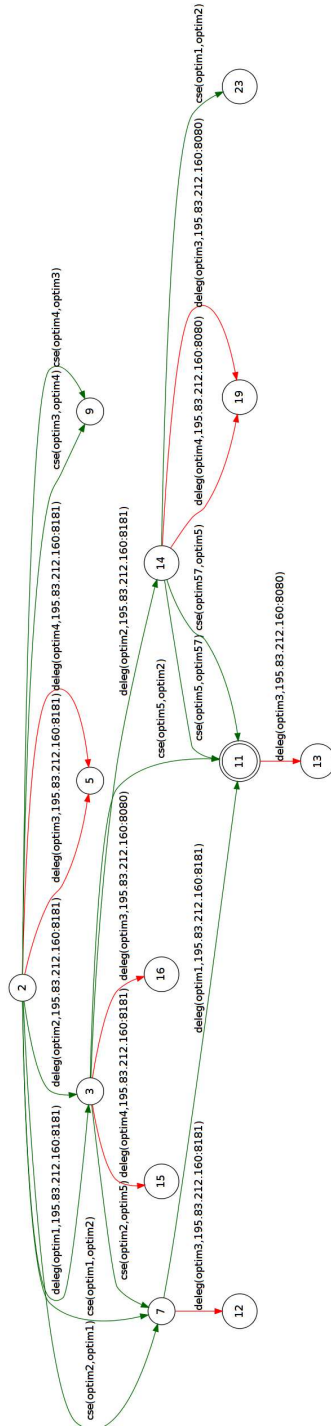 2
deleg(optim1,195.83.212.160:8181)
deleg(optim2,195.83.212.160:8181)
deleg(optim3,195.83.212.160:8181)
deleg(optim4,195.83.212.160:8181)
cse(optim3,optim4)
cse(optim4,optim3)
3
5
9
cse(optim2,optim1)
cse(optim1,optim2)
cse(optim2,optim5)
deleg(optim4,195.83.212.160:8181)
deleg(optim3,195.83.212.160:8080)
deleg(optim2,195.83.212.160:8181)
7
15
16
14
deleg(optim3,195.83.212.160:8181)
deleg(optim1,195.83.212.160:8181)
cse(optim5,optim2)
cse(optim5,optim57)
cse(optim57,optim5)
deleg(optim4,195.83.212.160:8080)
deleg(optim3,195.83.212.160:8080)
cse(optim1,optim2)
12
11
19
23
deleg(optim3,195.83.212.160:8080)
13